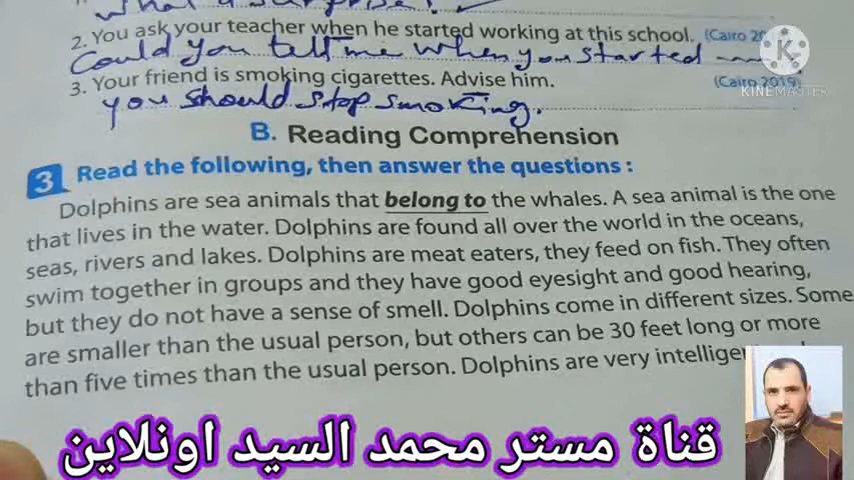 What a surprise!
2. You ask your teacher when he started working at this school. (Cairo 20
Could you tell me when you started
3. Your friend is smoking cigarettes. Advise him. (Cairo 2019)
you should stop smoking.
KINEMASTER
B. Reading Comprehension
3 Read the following, then answer the questions :
Dolphins are sea animals that belong to the whales. A sea animal is the one
that lives in the water. Dolphins are found all over the world in the oceans,
seas, rivers and lakes. Dolphins are meat eaters, they feed on fish. They often
swim together in groups and they have good eyesight and good hearing,
but they do not have a sense of smell. Dolphins come in different sizes. Some
are smaller than the usual person, but others can be 30 feet long or more
than five times than the usual person. Dolphins are very
قناة مستر محمد السيد اونلاين